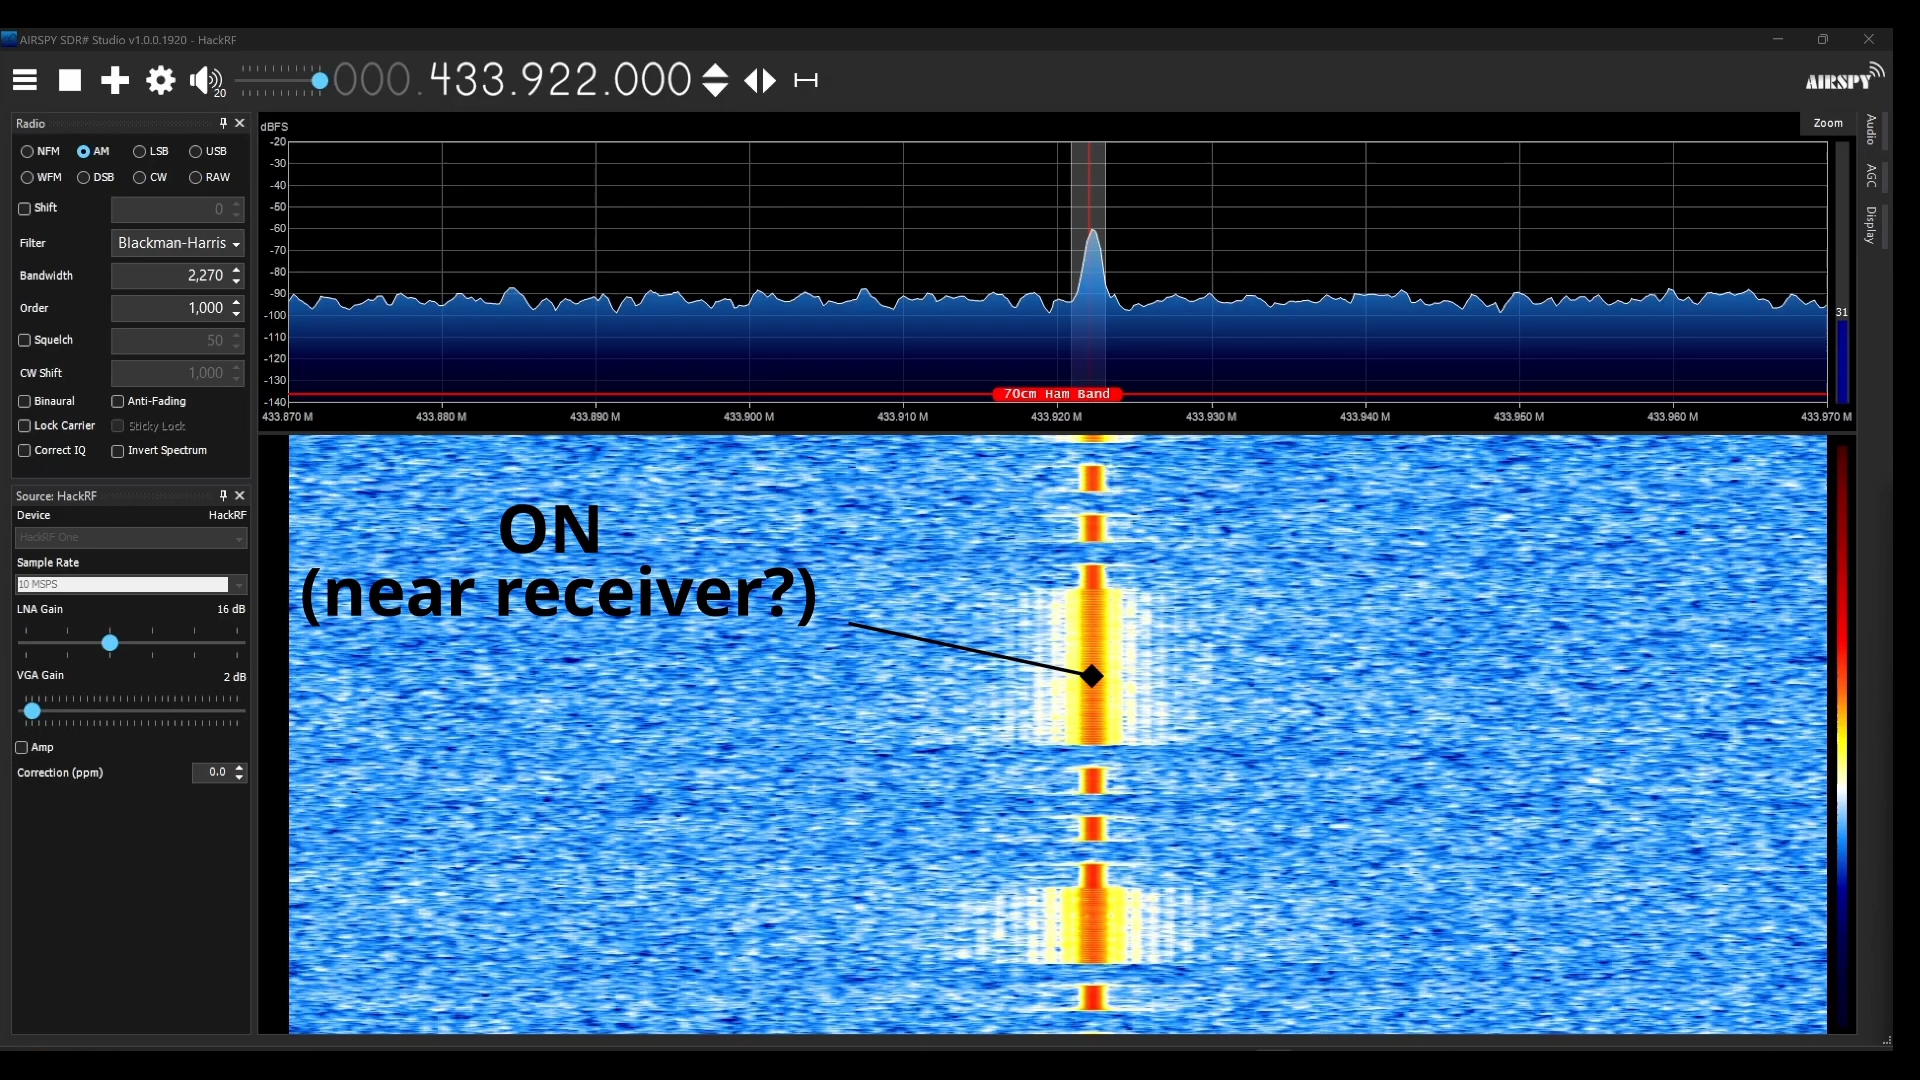 AIRSPY SDR# Studio v1.0.0.1920 - HackRF
20
000.433.922.000
AIRSPY
Radio
NFM AM LSB USB
WFM DSB CW RAW
Shift 0
Filter Blackman-Harris
Bandwidth 2,270
Order 1,000
Squelch 50
CW Shift 1,000
Binaural Anti-Fading
Lock Carrier Sticky Lock
Correct IQ Invert Spectrum
Source: HackRF
Device HackRF
HackRF One
Sample Rate
10 MSPS
LNA Gain 16 dB
VGA Gain 2 dB
Amp
Correction (ppm) 0.0
dBFS
Zoom
-20
-30
-40
-50
-60
-70
-80
-90
-100
-110
-120
-130
-140
31
70cm Ham Band
433.870 M 433.880 M 433.890 M 433.900 M 433.910 M 433.920 M 433.930 M 433.940 M 433.950 M 433.960 M 433.970 M
Audio
AGC
Display
ON
(near receiver?)